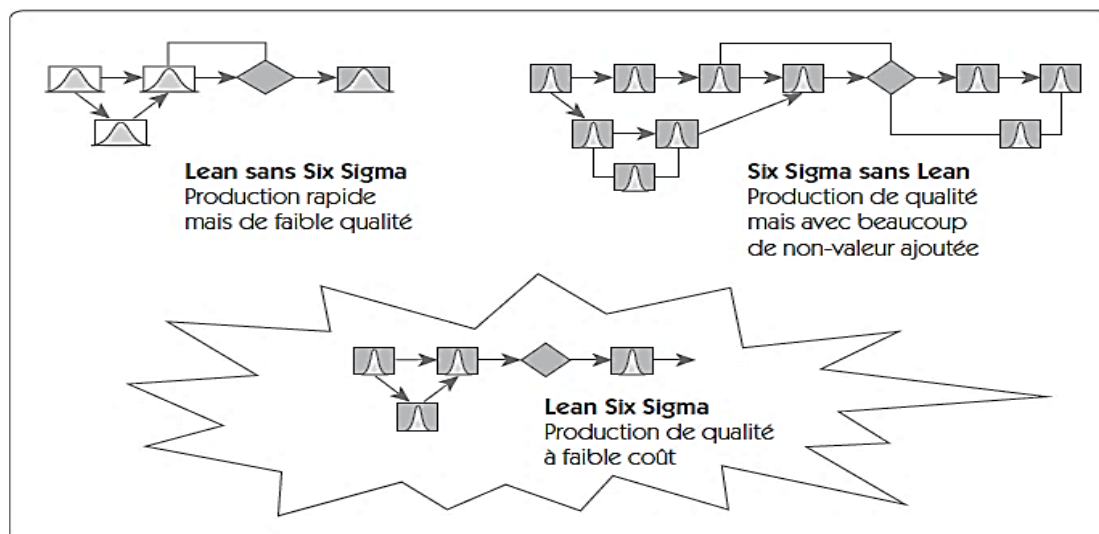 Lean sans Six Sigma
Production rapide
mais de faible qualité
Six Sigma sans Lean
Production de qualité
mais avec beaucoup
de non-valeur ajoutée
Lean Six Sigma
Production de qualité
à faible coût